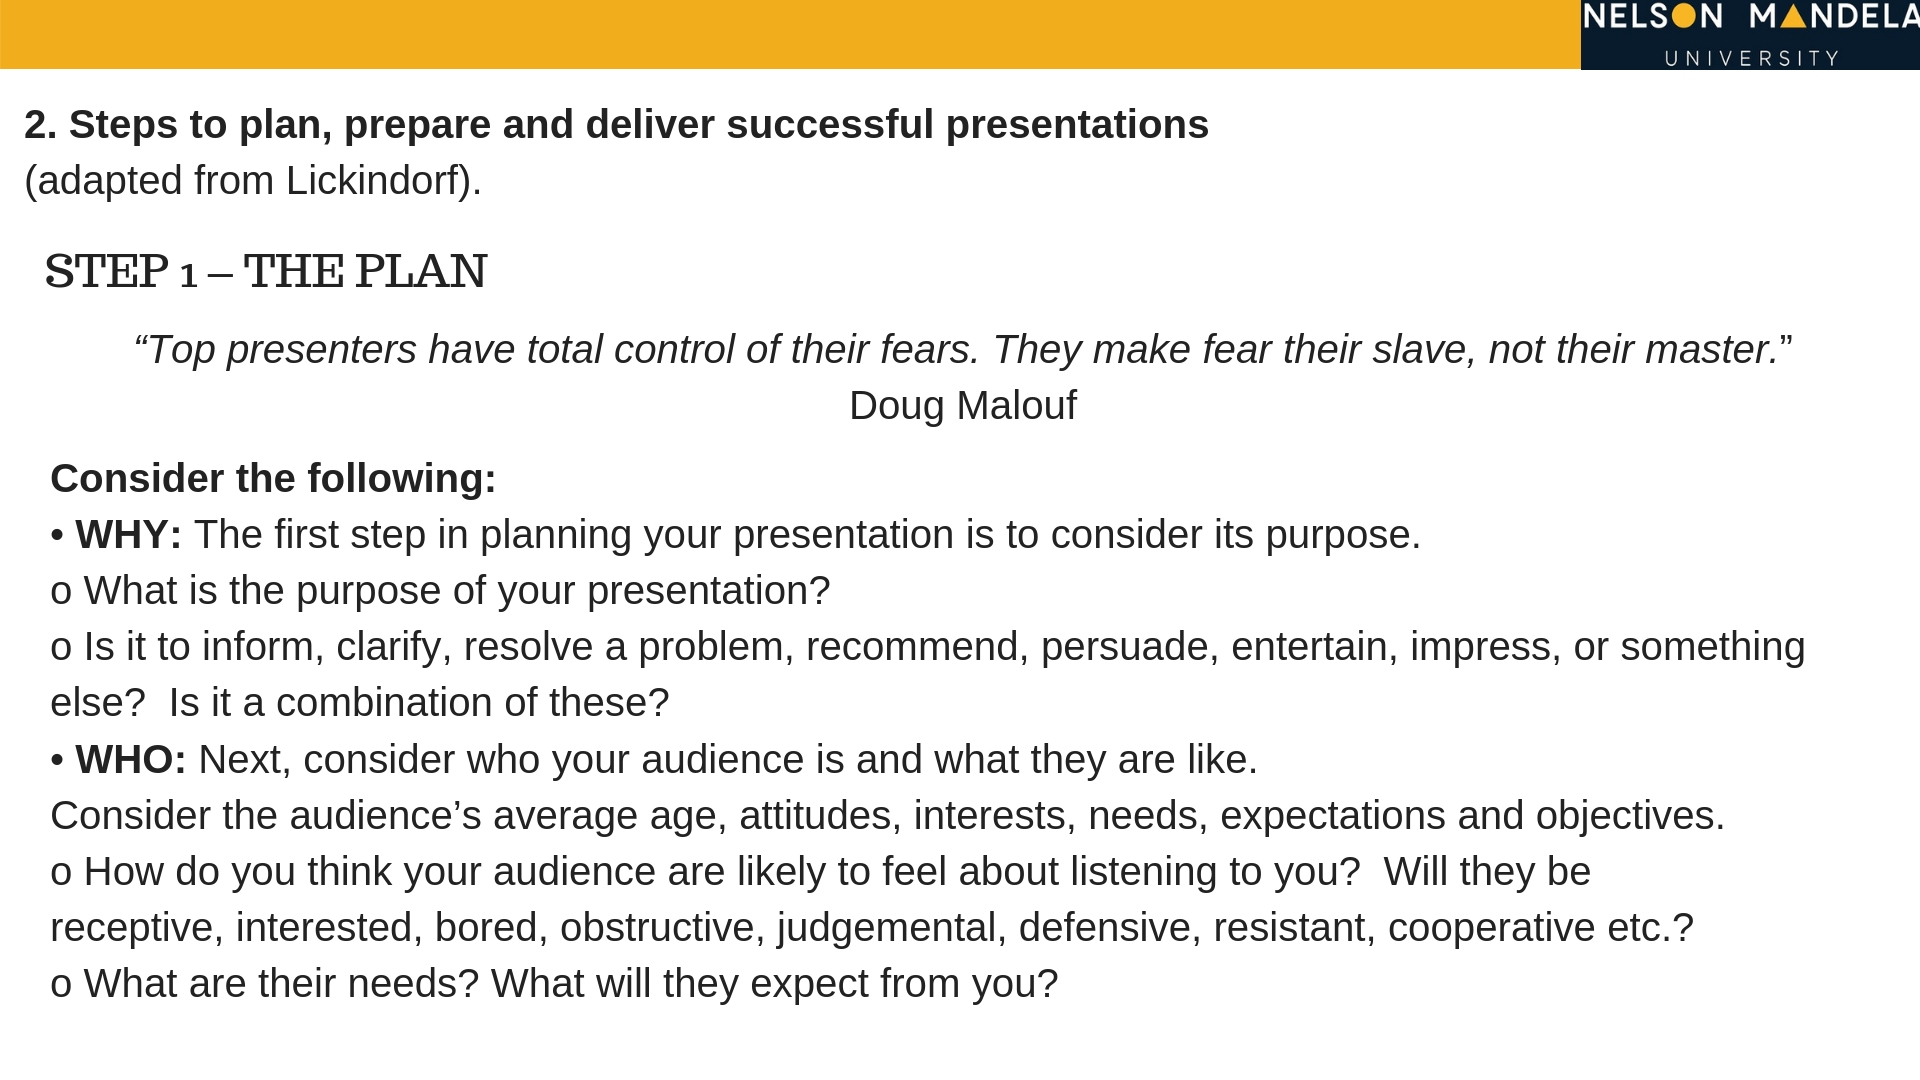 NELSON MANDELA
UNIVERSITY
2. Steps to plan, prepare and deliver successful presentations
(adapted from Lickindorf).
STEP 1 – THE PLAN
“Top presenters have total control of their fears. They make fear their slave, not their master.”
Doug Malouf
Consider the following:
• WHY: The first step in planning your presentation is to consider its purpose.
o What is the purpose of your presentation?
o Is it to inform, clarify, resolve a problem, recommend, persuade, entertain, impress, or something
else?  Is it a combination of these?
• WHO: Next, consider who your audience is and what they are like.
Consider the audience’s average age, attitudes, interests, needs, expectations and objectives.
o How do you think your audience are likely to feel about listening to you?  Will they be
receptive, interested, bored, obstructive, judgemental, defensive, resistant, cooperative etc.?
o What are their needs? What will they expect from you?